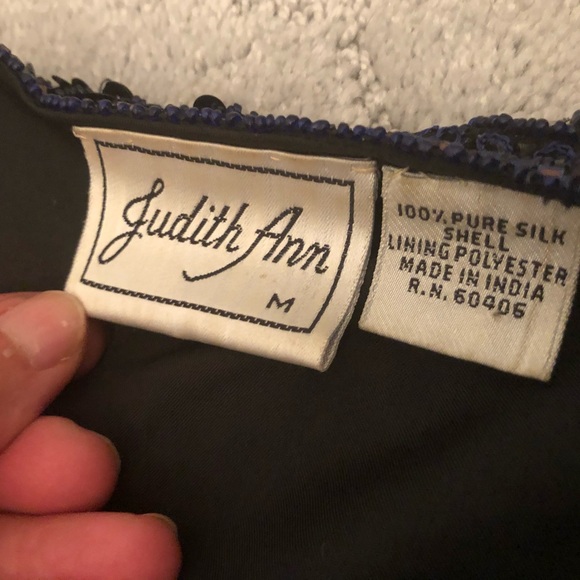 Judith Ann
M
100% PURE SILK
SHELL
LINING POLYESTER
MADE IN INDIA
R.N. 60406